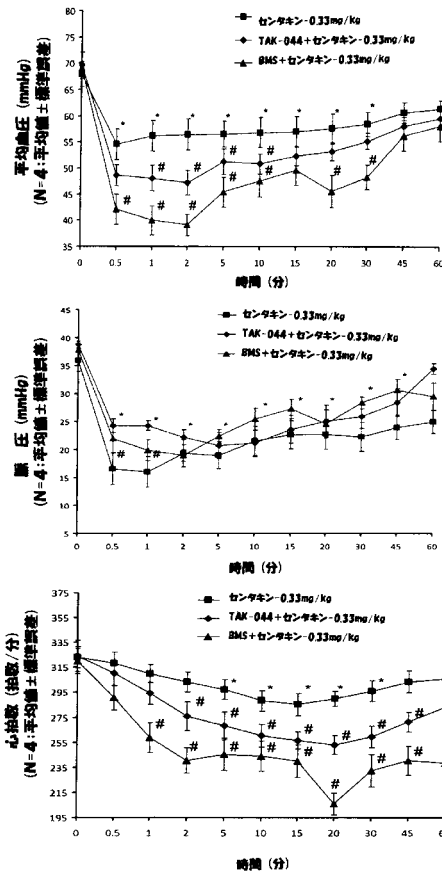 平均血圧 (mmHg)
(N=4:平均値±標準誤差)
80
75
70
65
60
55
50
45
40
35
センタキン-0.33mg/kg
TAK-044+センタキン-0.33mg/kg
BMS+センタキン-0.33mg/kg
* * * * * * * *
# # # # # #
# # # # # # # #
0 0.5 1 2 5 10 15 20 30 45 60
時間 (分)
脈 圧 (mmHg)
(N=4:平均値±標準誤差)
45
40
35
30
25
20
15
10
5
センタキン-0.33mg/kg
TAK-044+センタキン-0.33mg/kg
BMS+センタキン-0.33mg/kg
* * * * * * * * *
# #
0 0.5 1 2 5 10 15 20 30 45 60
時間 (分)
心拍数 (拍数/分)
(N=4:平均値±標準誤差)
375
355
335
315
295
275
255
235
215
195
センタキン-0.33mg/kg
TAK-044+センタキン-0.33mg/kg
BMS+センタキン-0.33mg/kg
* * * * *
# # # # # # #
# # # # # # # #
0 0.5 1 2 5 10 15 20 30 45 60
時間 (分)